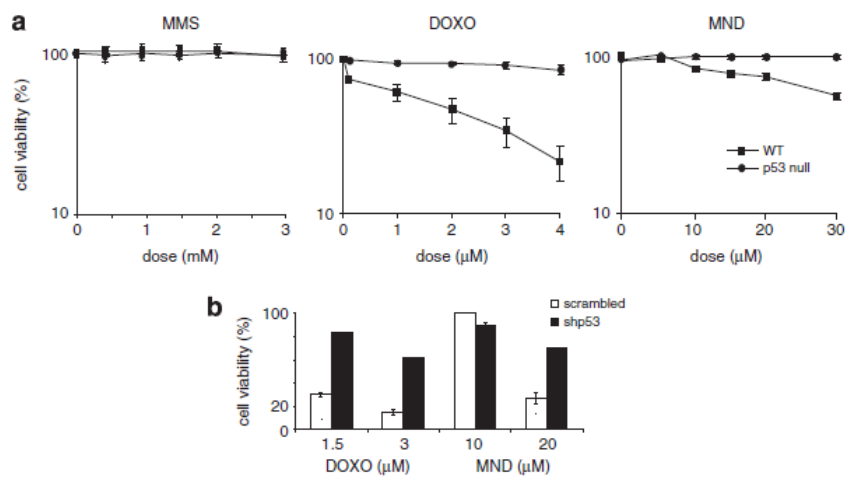 a
MMS
DOXO
MND
cell viability (%)
100
10
0 1 2 3
dose (mM)
100
10
0 1 2 3 4
dose (μM)
100
10
0 10 20 30
dose (μM)
WT
p53 null
b
cell viability (%)
100
20
0
scrambled
shp53
1.5 3 10 20
DOXO (μM) MND (μM)